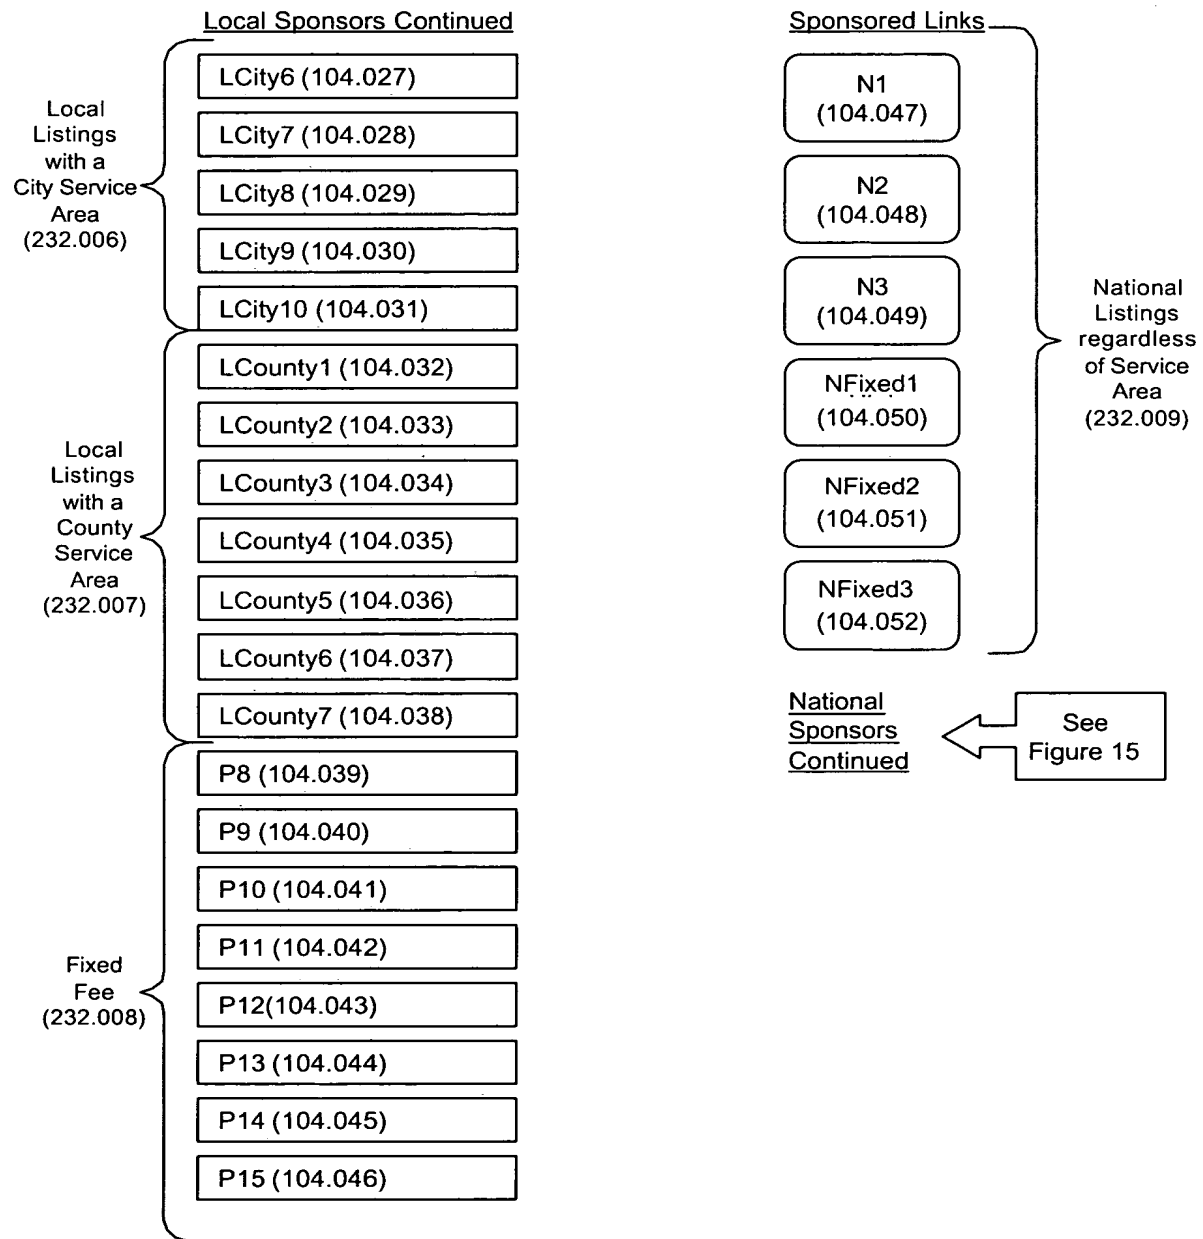 Local Sponsors Continued
Local
Listings
with a
City Service
Area
(232.006)
LCity6 (104.027)
LCity7 (104.028)
LCity8 (104.029)
LCity9 (104.030)
LCity10 (104.031)
Local
Listings
with a
County
Service
Area
(232.007)
LCounty1 (104.032)
LCounty2 (104.033)
LCounty3 (104.034)
LCounty4 (104.035)
LCounty5 (104.036)
LCounty6 (104.037)
LCounty7 (104.038)
Fixed
Fee
(232.008)
P8 (104.039)
P9 (104.040)
P10 (104.041)
P11 (104.042)
P12(104.043)
P13 (104.044)
P14 (104.045)
P15 (104.046)
Sponsored Links
N1
(104.047)
N2
(104.048)
N3
(104.049)
NFixed1
(104.050)
NFixed2
(104.051)
NFixed3
(104.052)
National
Listings
regardless
of Service
Area
(232.009)
National
Sponsors
Continued
See
Figure 15